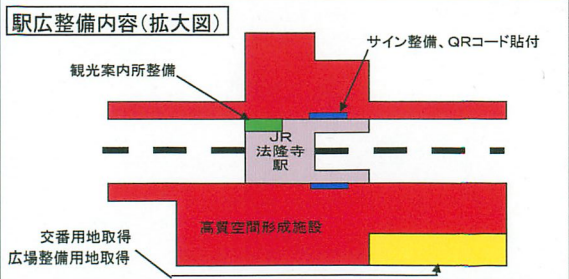 駅広整備内容(拡大図)
サイン整備、QRコード貼付
観光案内所整備
JR
法隆寺
駅
高質空間形成施設
交番用地取得
広場整備用地取得